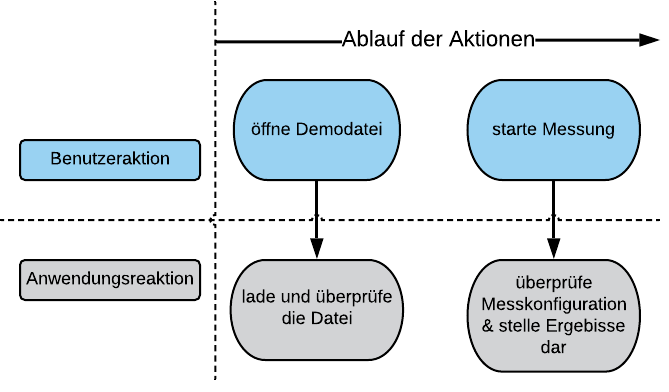 Ablauf der Aktionen
Benutzeraktion
öffne Demodatei
starte Messung
Anwendungsreaktion
lade und überprüfe
die Datei
überprüfe
Messkonfiguration
& stelle Ergebisse
dar